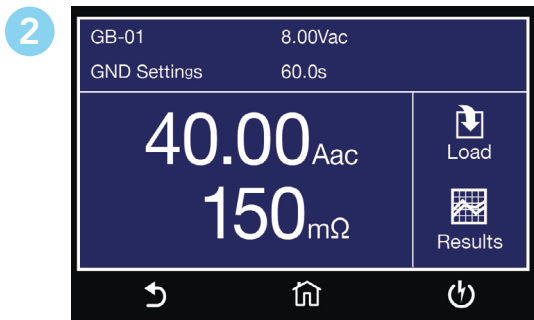 2
GB-01 8.00Vac
GND Settings 60.0s
40.00Aac
150mΩ
Load
Results